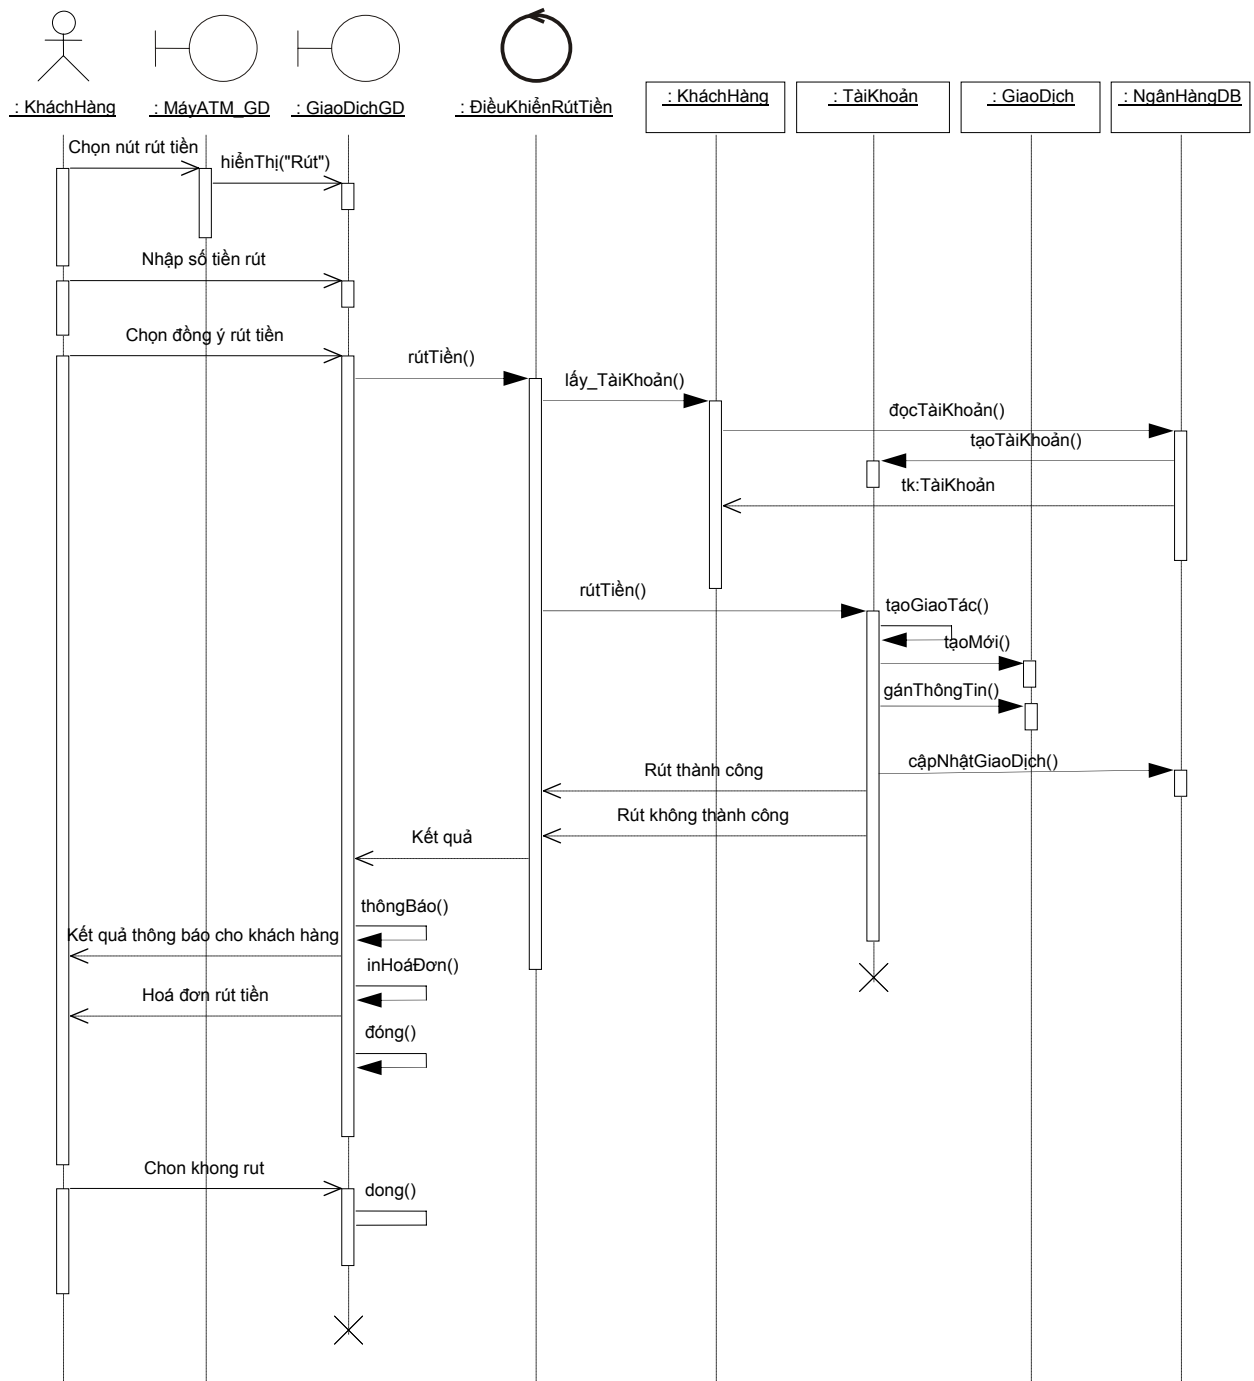 : KháchHàng
: MáyATM_GD
: GiaoDichGD
: ĐiềuKhiểnRútTiền
: KháchHàng
: TàiKhoản
: GiaoDịch
: NgânHàngDB
Chọn nút rút tiền
hiểnThị("Rút")
Nhập số tiền rút
Chọn đồng ý rút tiền
rútTiền()
lấy_TàiKhoản()
đọcTàiKhoản()
tạoTàiKhoản()
tk:TàiKhoản
rútTiền()
tạoGiaoTác()
tạoMới()
gánThôngTin()
cậpNhậtGiaoDịch()
Rút thành công
Rút không thành công
Kết quả
thôngBáo()
Kết quả thông báo cho khách hàng
inHoáĐơn()
Hoá đơn rút tiền
đóng()
Chon khong rut
dong()